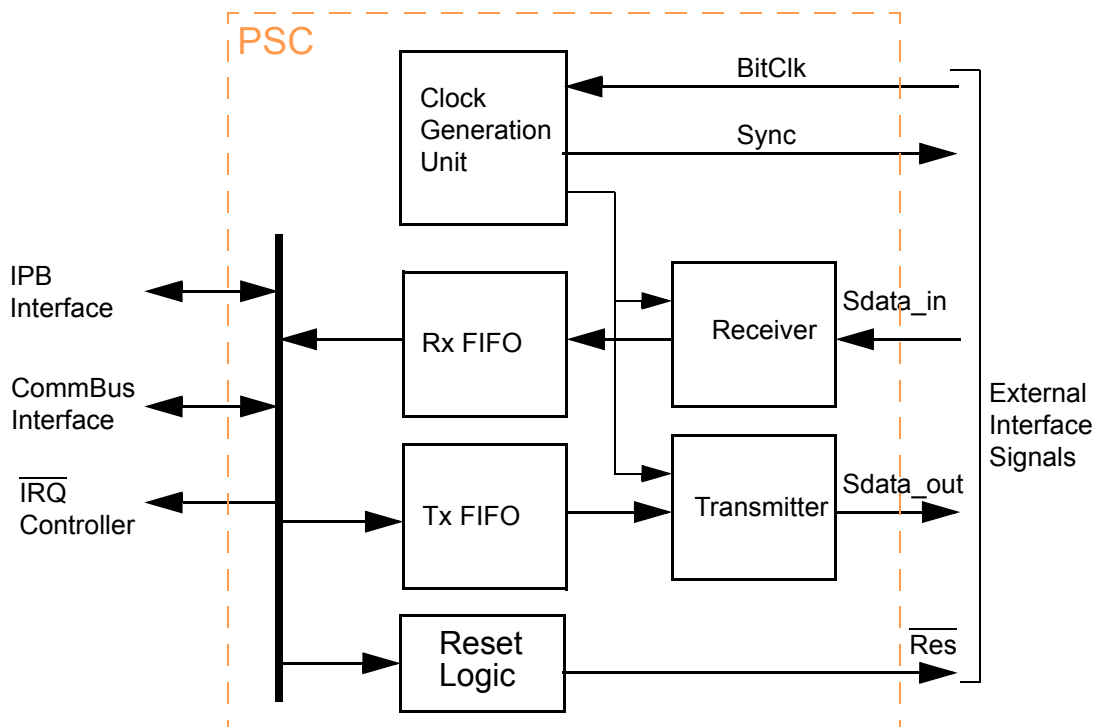 PSC
BitClk
Clock
Generation
Unit
Sync
IPB
Interface
Rx FIFO
Receiver
Sdata_in
CommBus
Interface
External
Interface
Signals
IRQ
Controller
Tx FIFO
Transmitter
Sdata_out
Reset
Logic
Res